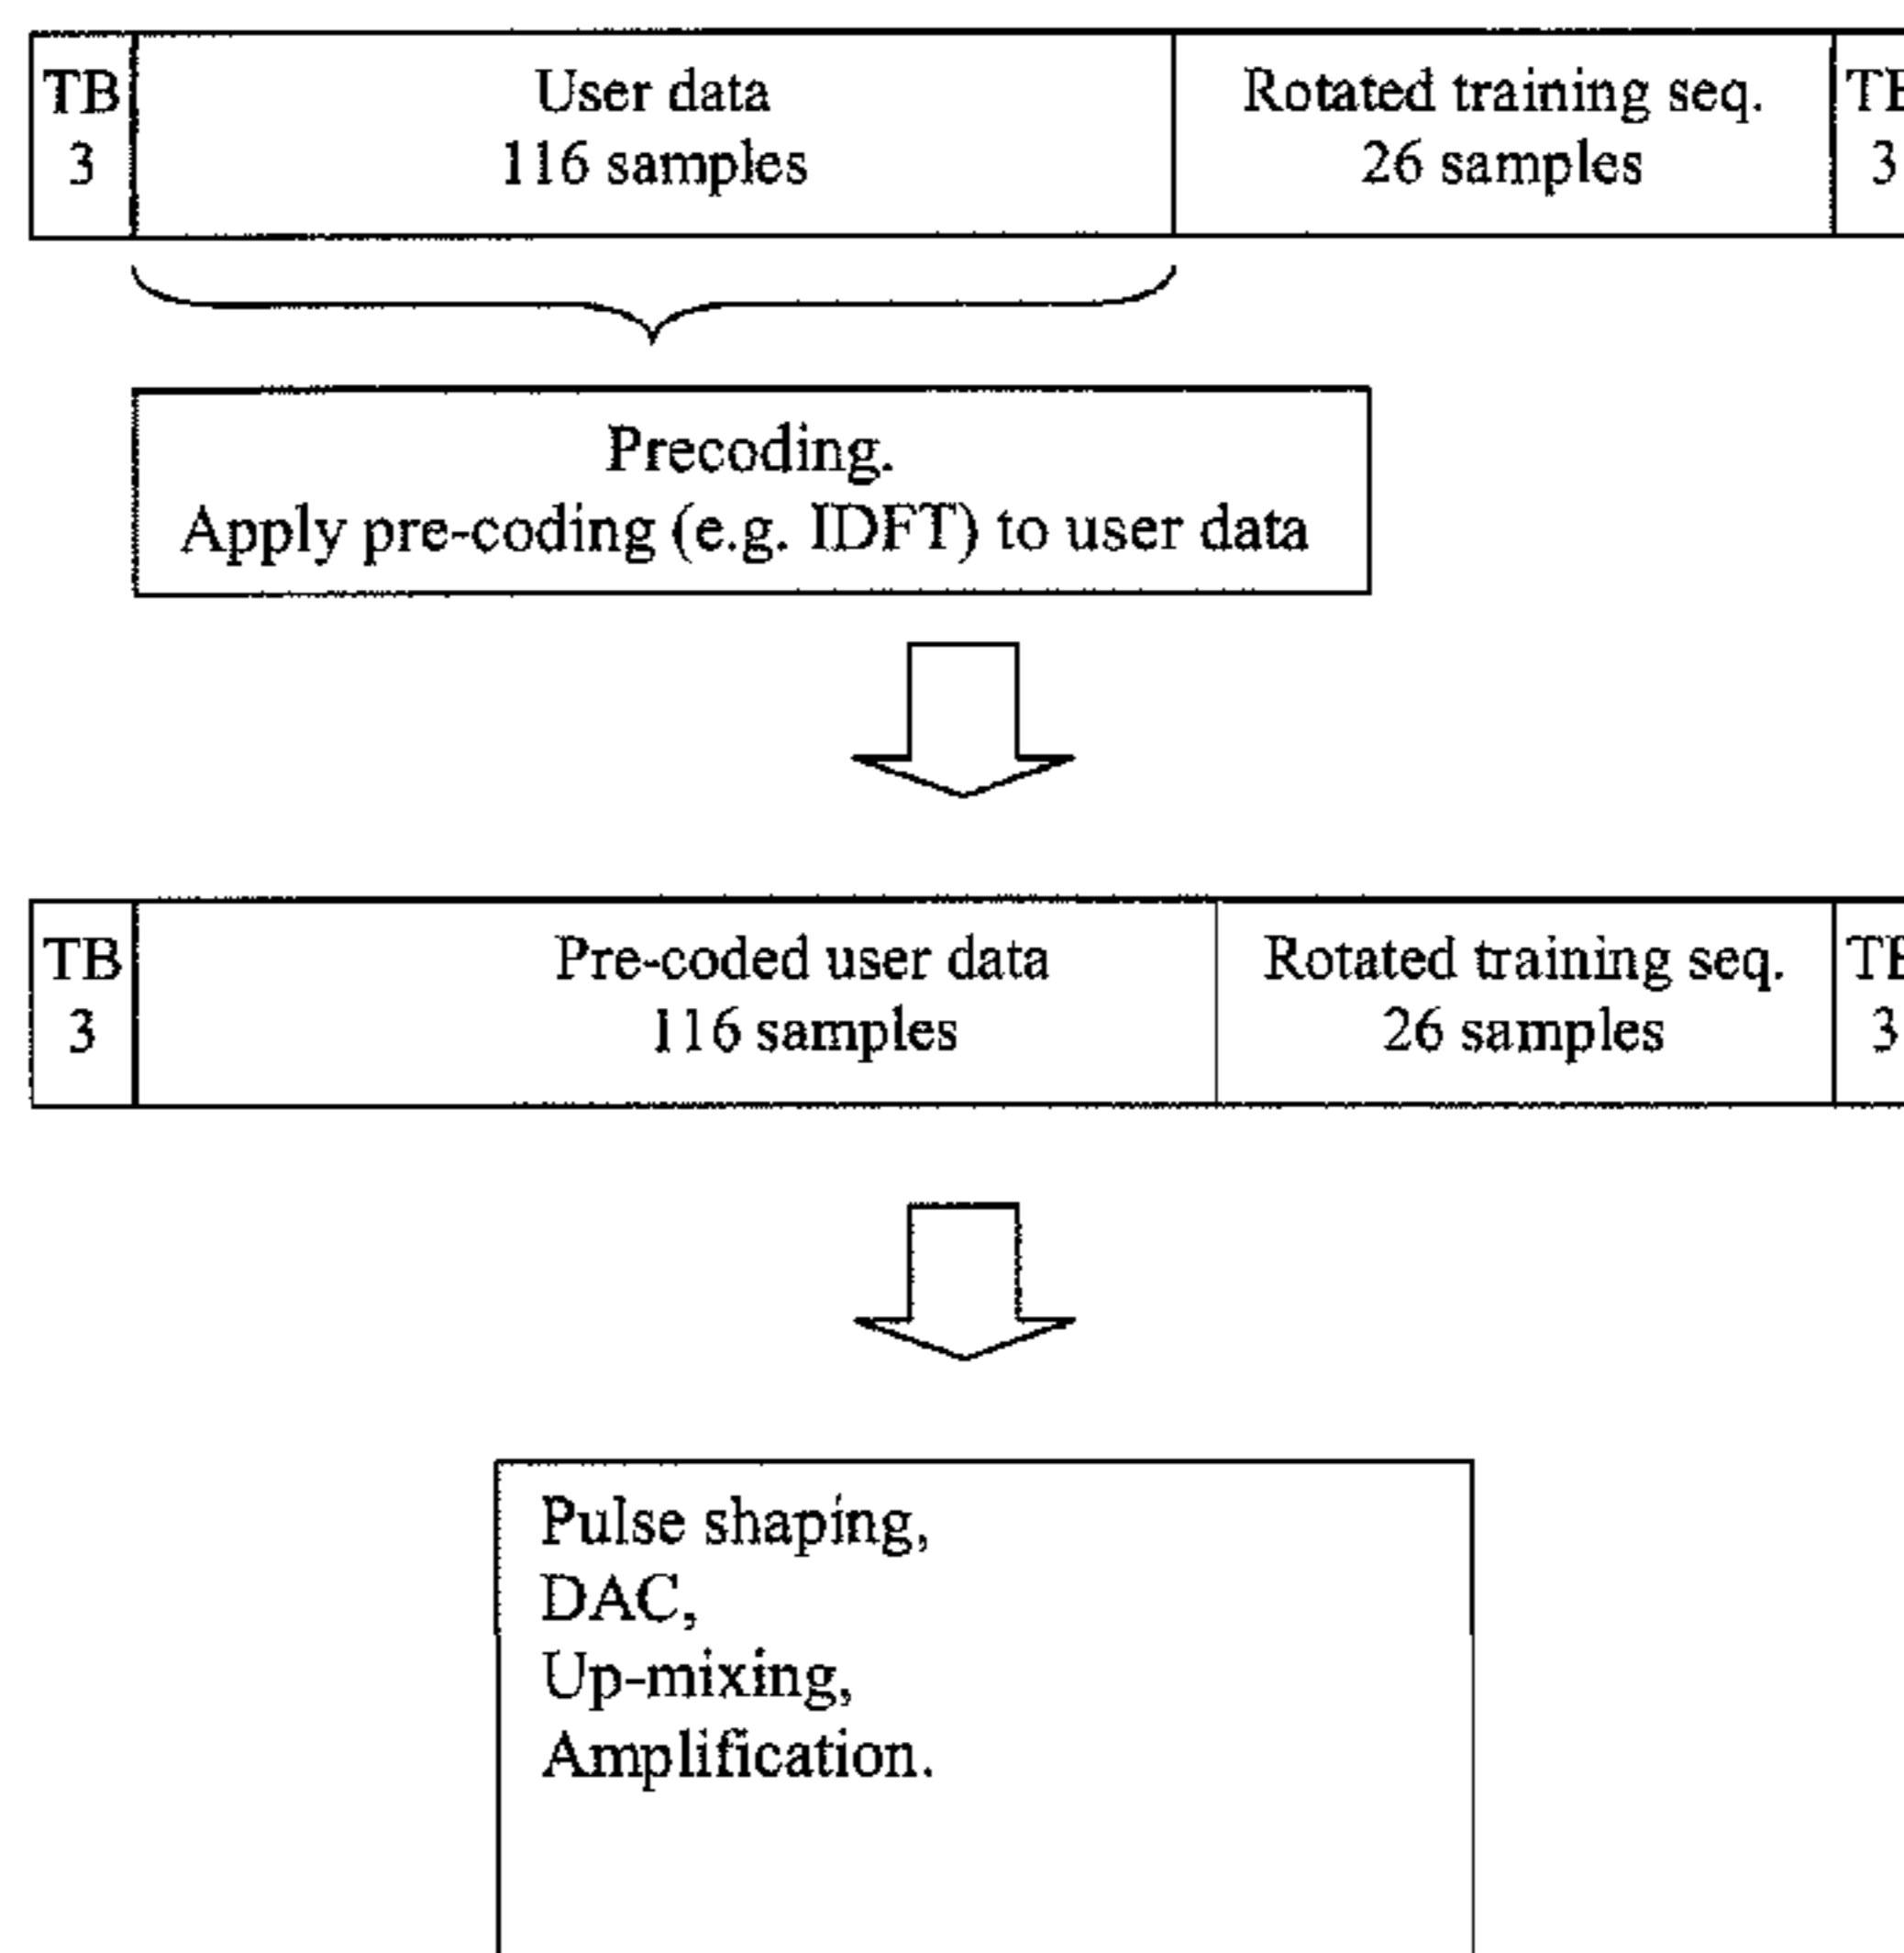 TB
3
User data
116 samples
Rotated training seq.
26 samples
TB
3
Precoding.
Apply pre-coding (e.g. IDFT) to user data
TB
3
Pre-coded user data
116 samples
Rotated training seq.
26 samples
TB
3
Pulse shaping,
DAC,
Up-mixing,
Amplification.